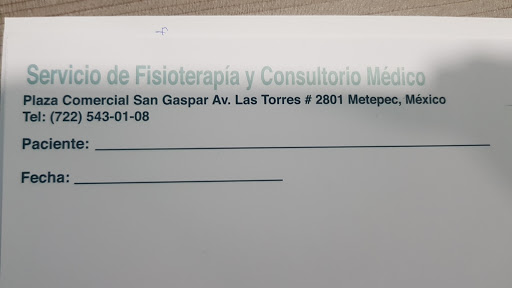 Servicio de Fisioterapía y Consultorio Médico
Plaza Comercial San Gaspar Av. Las Torres # 2801 Metepec, México
Tel: (722) 543-01-08
Paciente:
Fecha: